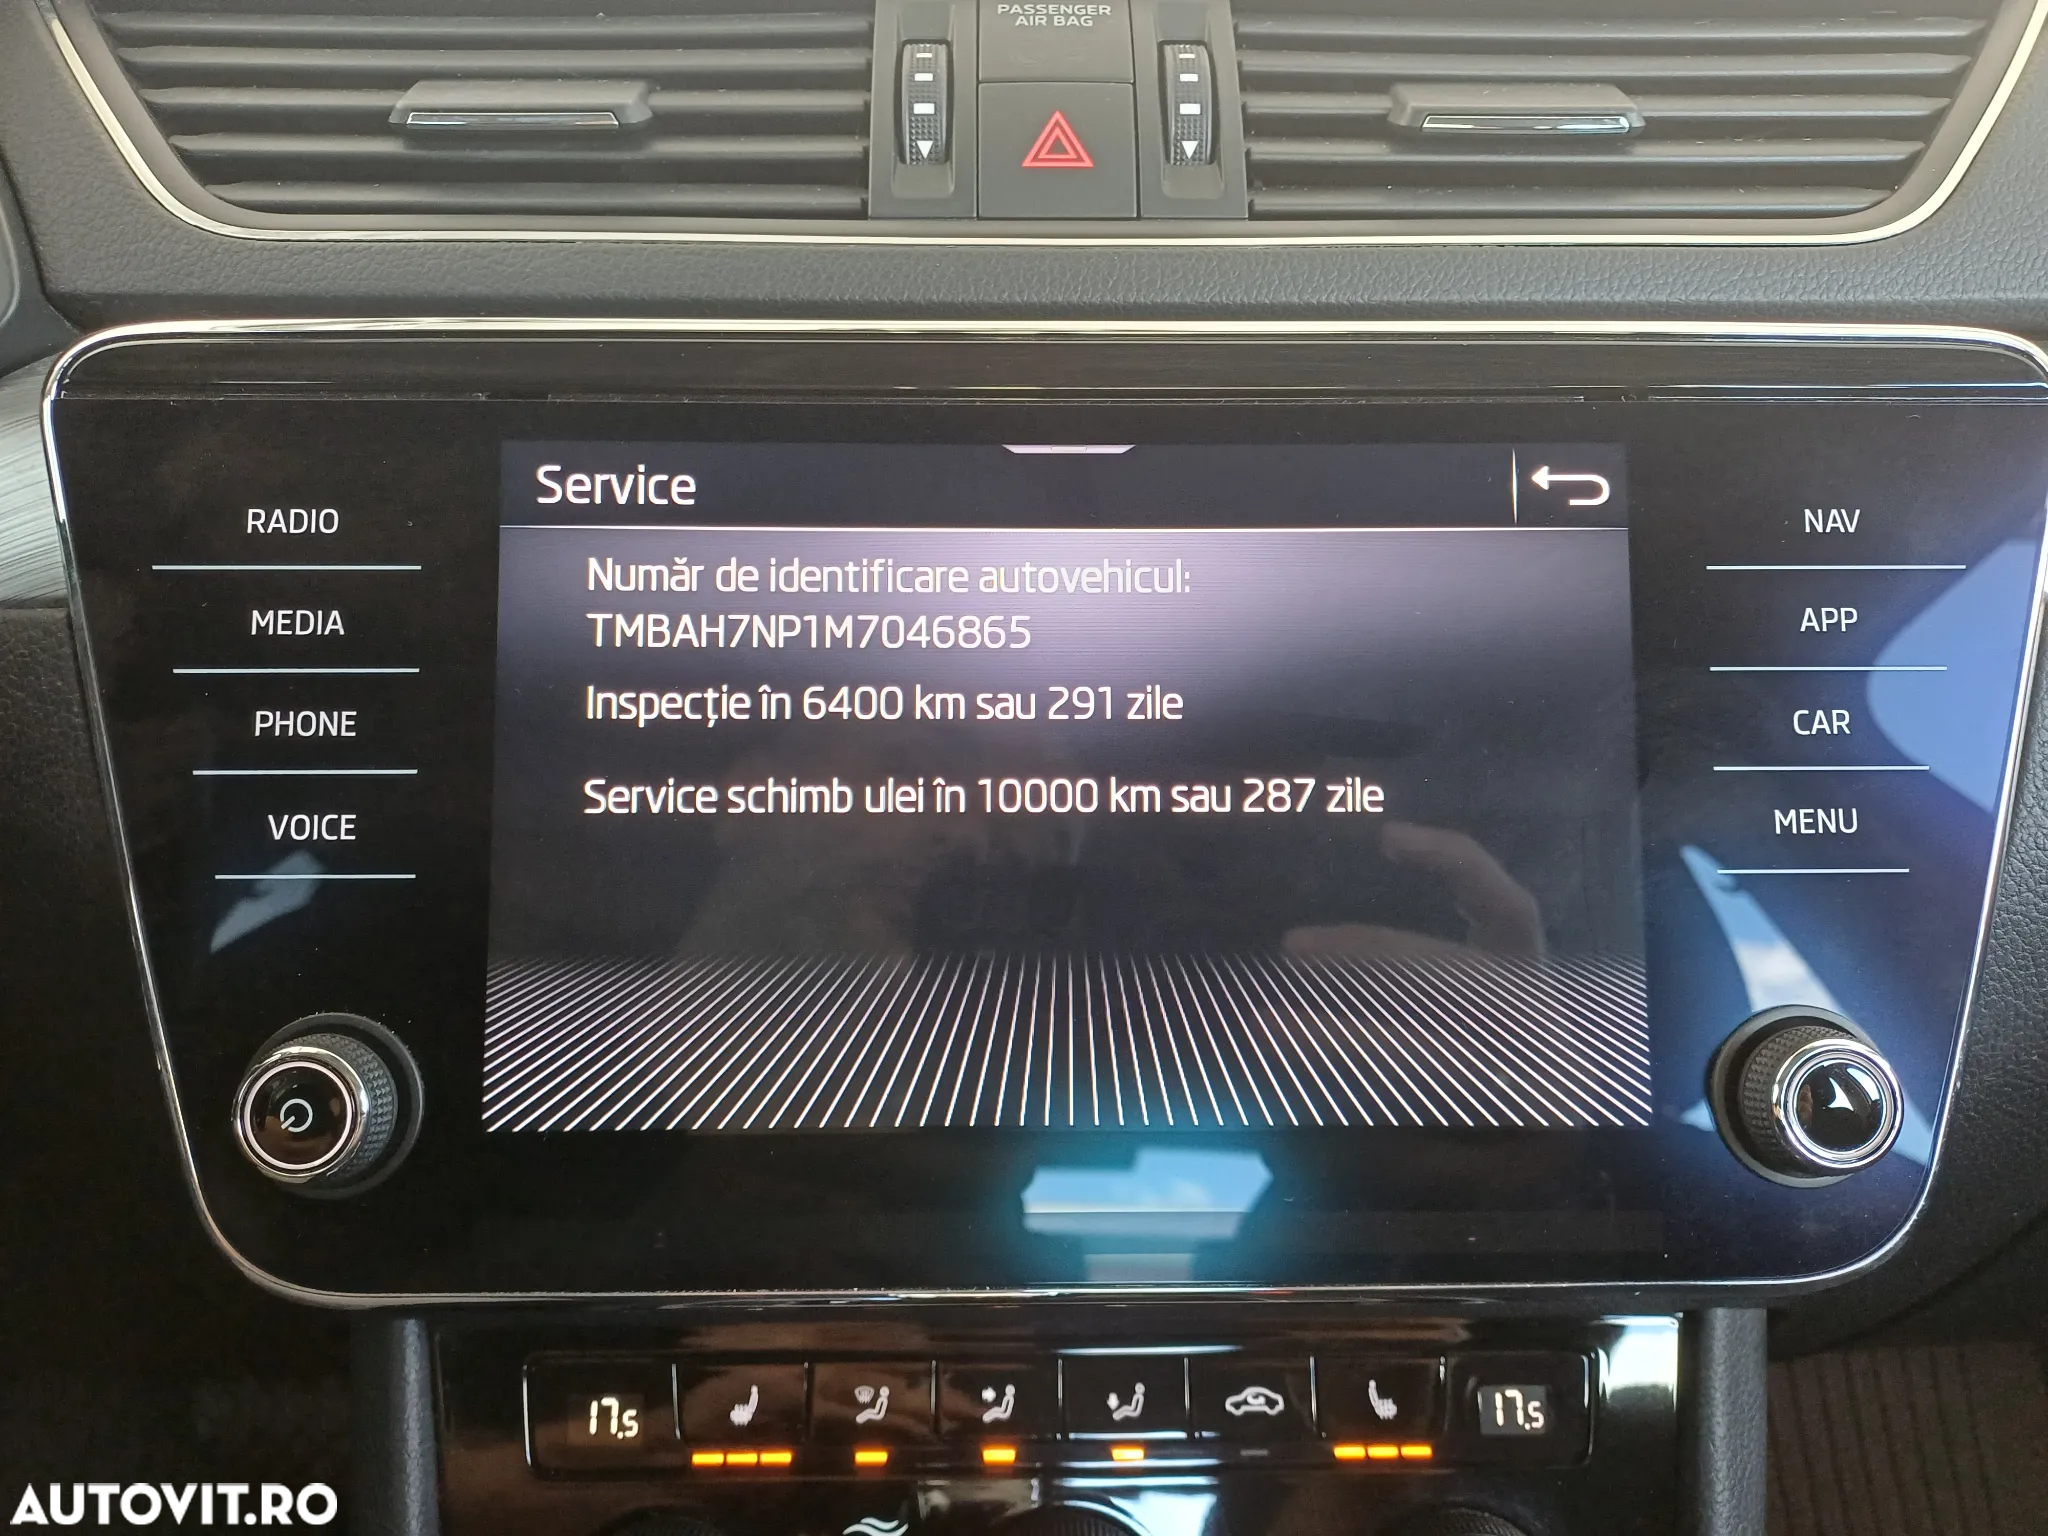 PASSENGER
AIR BAG
Service
Număr de identificare autovehicul:
TMBAH7NP1M7046865
Inspecție în 6400 km sau 291 zile
Service schimb ulei în 10000 km sau 287 zile
RADIO
MEDIA
PHONE
VOICE
NAV
APP
CAR
MENU
17.5
17.5
AUTOVIT.RO